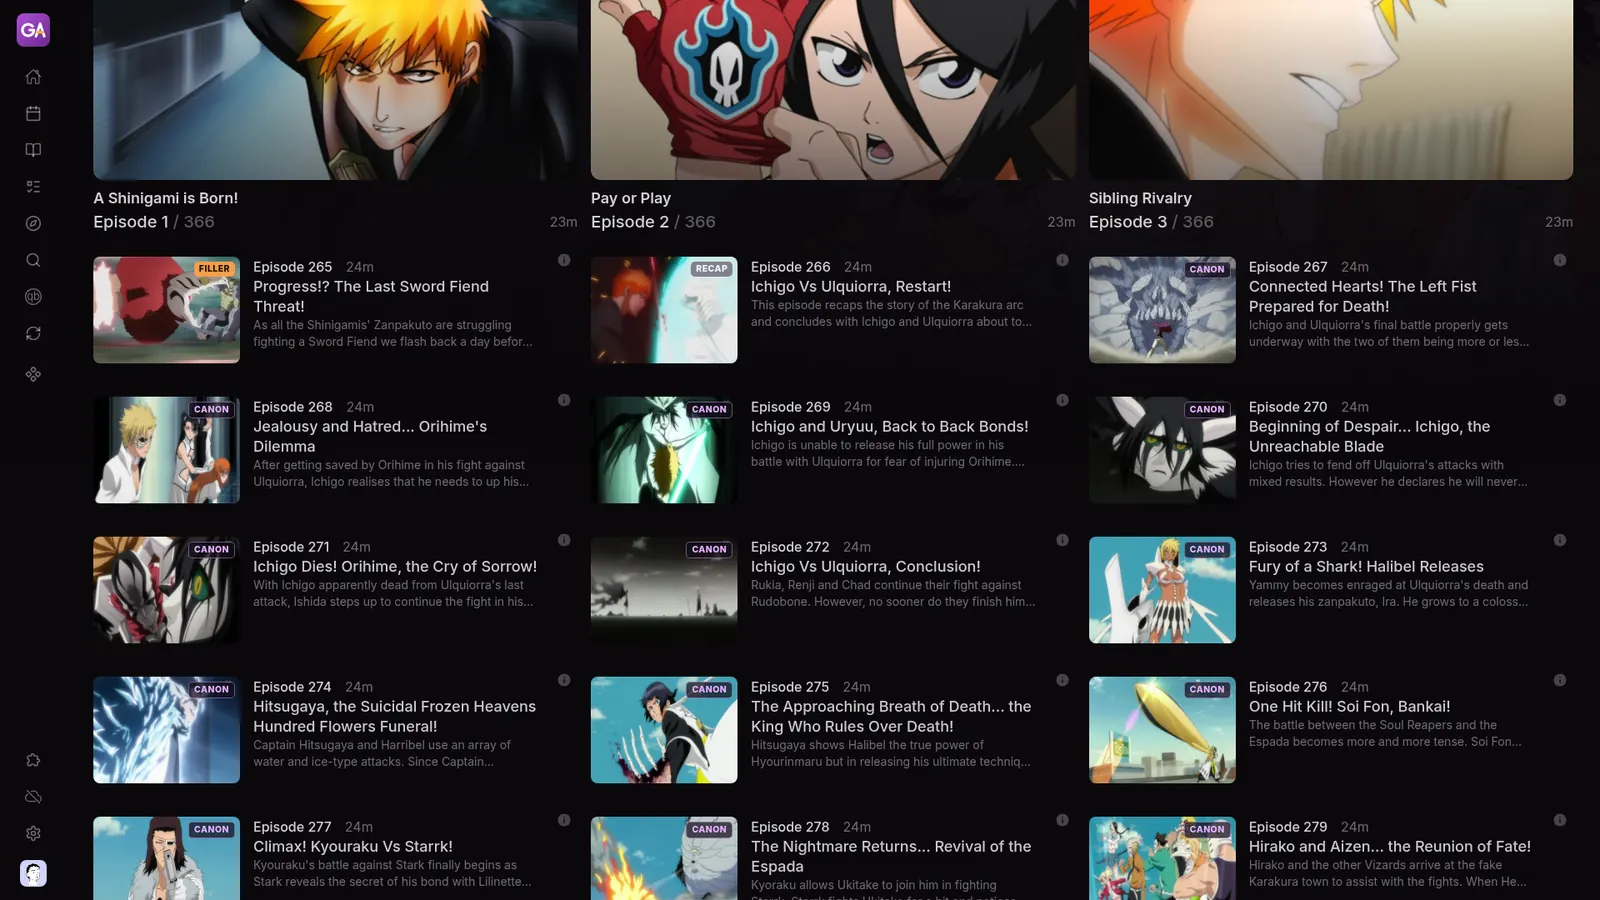 GA
A Shinigami is Born!
Episode 1 / 366
23m
Pay or Play
Episode 2 / 366
23m
Sibling Rivalry
Episode 3 / 366
23m
FILLER
Episode 265 24m
Progress!? The Last Sword Fiend
Threat!
As all the Shinigamis' Zanpakuto are struggling
fighting a Sword Fiend we flash back a day befor...
RECAP
Episode 266 24m
Ichigo Vs Ulquiorra, Restart!
This episode recaps the story of the Karakura arc
and concludes with Ichigo and Ulquiorra about to...
CANON
Episode 267 24m
Connected Hearts! The Left Fist
Prepared for Death!
Ichigo and Ulquiorra's final battle properly gets
underway with the two of them being more or les...
CANON
Episode 268 24m
Jealousy and Hatred... Orihime's
Dilemma
After getting saved by Orihime in his fight against
Ulquiorra, Ichigo realises that he needs to up his...
CANON
Episode 269 24m
Ichigo and Uryuu, Back to Back Bonds!
Ichigo is unable to release his full power in his
battle with Ulquiorra for fear of injuring Orihime....
CANON
Episode 270 24m
Beginning of Despair... Ichigo, the
Unreachable Blade
Ichigo tries to fend off Ulquiorra's attacks with
mixed results. However he declares he will never...
CANON
Episode 271 24m
Ichigo Dies! Orihime, the Cry of Sorrow!
With Ichigo apparently dead from Ulquiorra's last
attack, Ishida steps up to continue the fight in his...
CANON
Episode 272 24m
Ichigo Vs Ulquiorra, Conclusion!
Rukia, Renji and Chad continue their fight against
Rudobone. However, no sooner do they finish him...
CANON
Episode 273 24m
Fury of a Shark! Halibel Releases
Yammy becomes enraged at Ulquiorra's death and
releases his zanpakuto, Ira. He grows to a coloss...
CANON
Episode 274 24m
Hitsugaya, the Suicidal Frozen Heavens
Hundred Flowers Funeral!
Captain Hitsugaya and Harribel use an array of
water and ice-type attacks. Since Captain...
CANON
Episode 275 24m
The Approaching Breath of Death... the
King Who Rules Over Death!
Hitsugaya shows Halibel the true power of
Hyourinmaru but in releasing his ultimate techniq...
CANON
Episode 276 24m
One Hit Kill! Soi Fon, Bankai!
The battle between the Soul Reapers and the
Espada becomes more and more tense. Soi Fon...
CANON
Episode 277 24m
Climax! Kyouraku Vs Starrk!
Kyouraku's battle against Stark finally begins as
Stark reveals the secret of his bond with Lilinette...
CANON
Episode 278 24m
The Nightmare Returns... Revival of the
Espada
Kyoraku allows Ukitake to join him in fighting
CANON
Episode 279 24m
Hirako and Aizen... the Reunion of Fate!
Hirako and the other Vizards arrive at the fake
Karakura town to assist with the fights. When He...